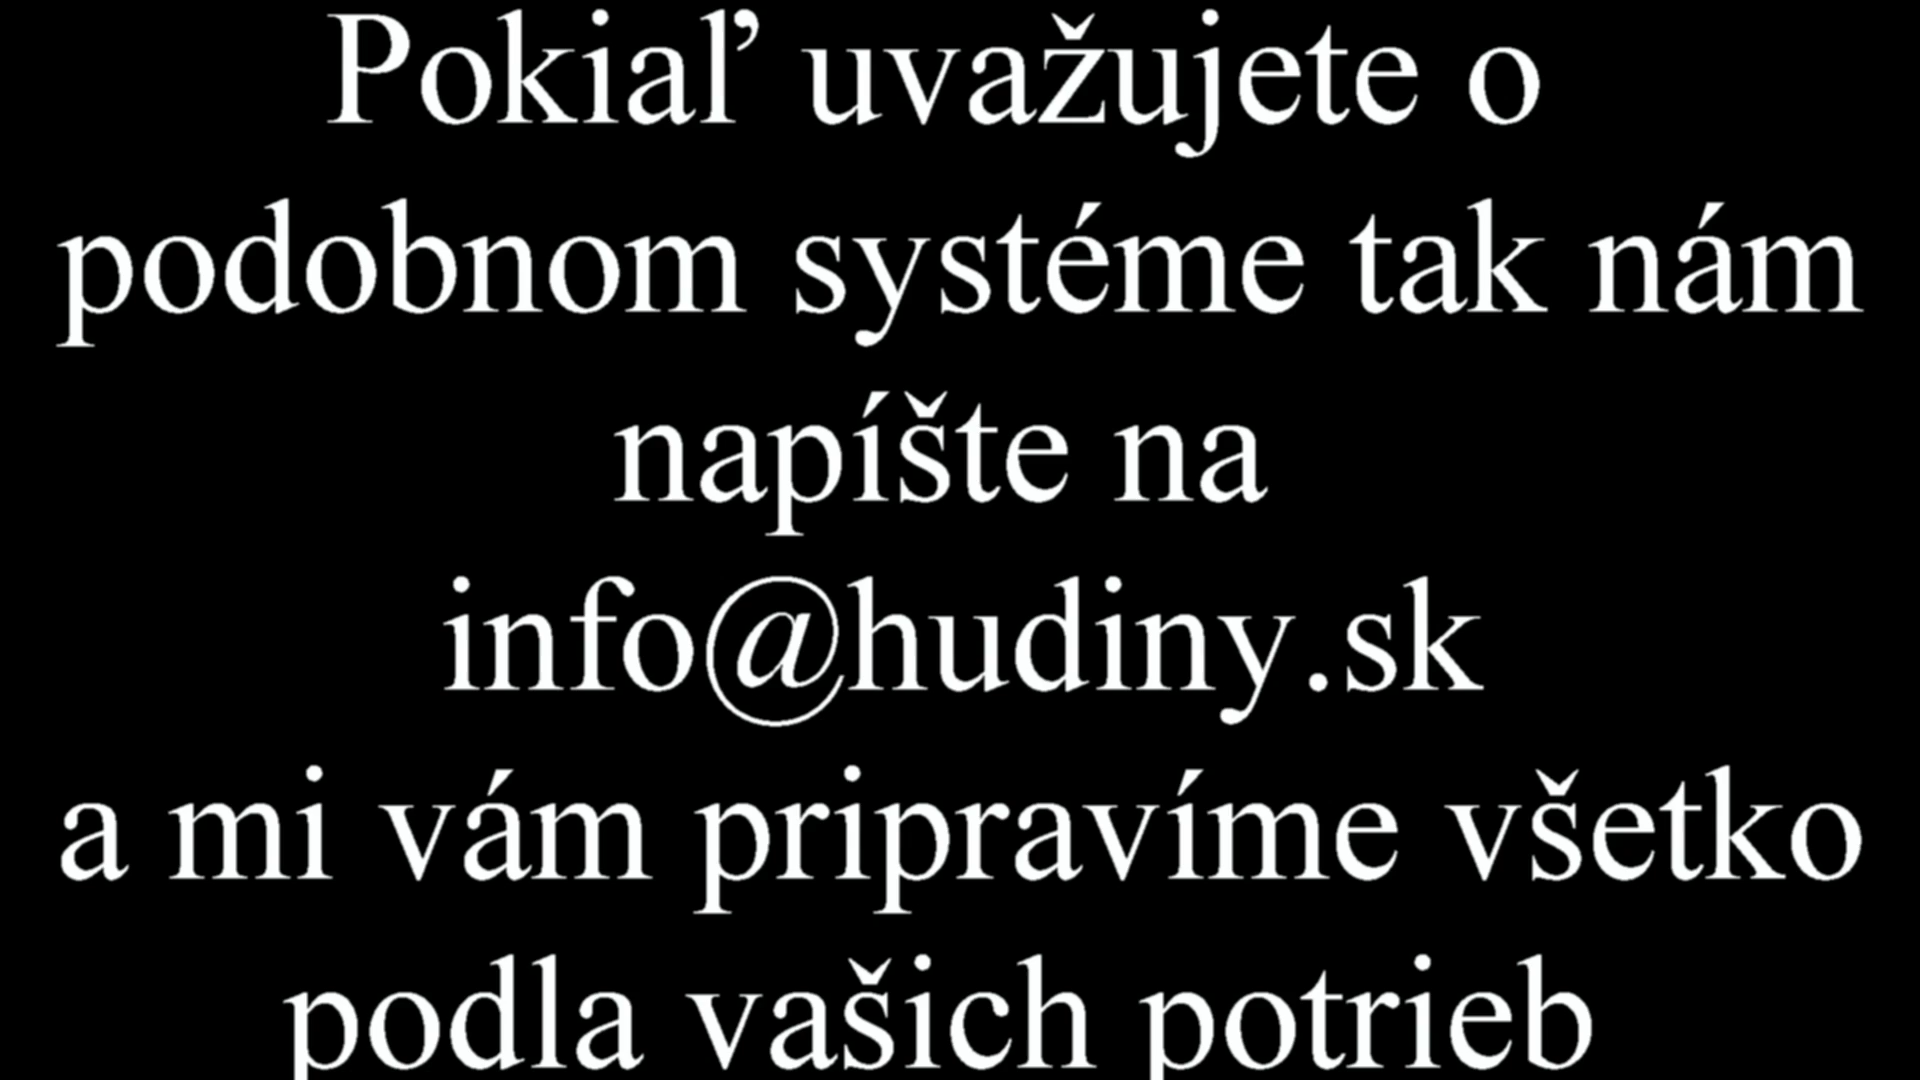 Pokiaľ uvažujete o
podobnom systéme tak nám
napíšte na
info@hudiny.sk
a mi vám pripravíme všetko
podla vašich potrieb